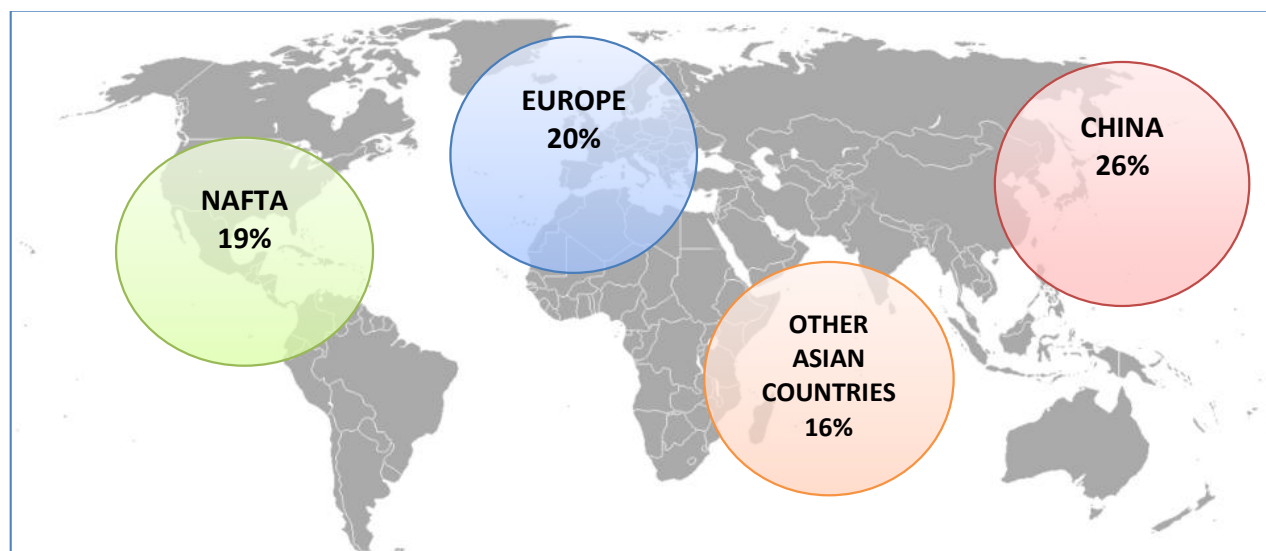 EUROPE
20%
CHINA
26%
NAFTA
19%
OTHER
ASIAN
COUNTRIES
16%